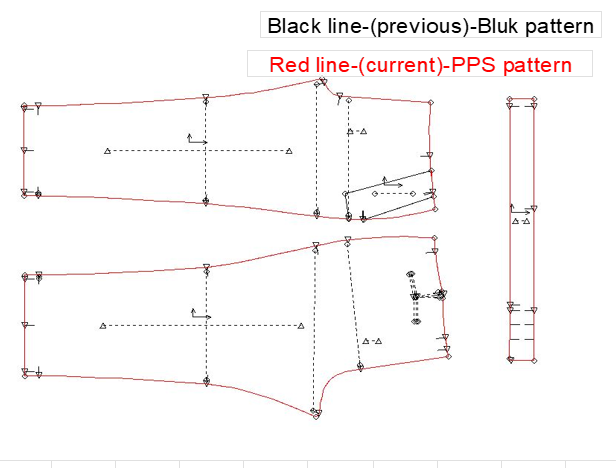 Black line-(previous)-Bluk pattern
Red line-(current)-PPS pattern